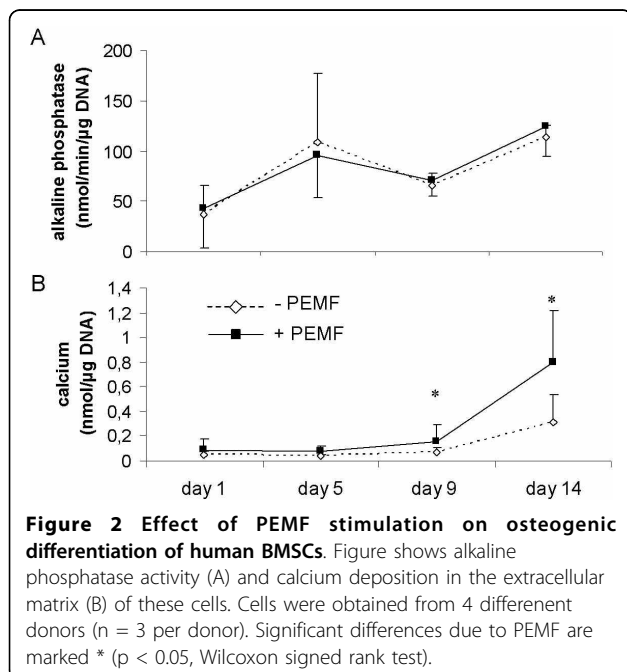 A
200
150
100
50
0
alkaline phosphatase
(nmol/min/µg DNA)
B
1,4
1,2
1
0,8
0,6
0,4
0,2
0
calcium
(nmol/µg DNA)
- PEMF
+ PEMF
*
*
day 1 day 5 day 9 day 14
Figure 2 Effect of PEMF stimulation on osteogenic
differentiation of human BMSCs. Figure shows alkaline
phosphatase activity (A) and calcium deposition in the extracellular
matrix (B) of these cells. Cells were obtained from 4 differenent
donors (n = 3 per donor). Significant differences due to PEMF are
marked * (p < 0.05, Wilcoxon signed rank test).